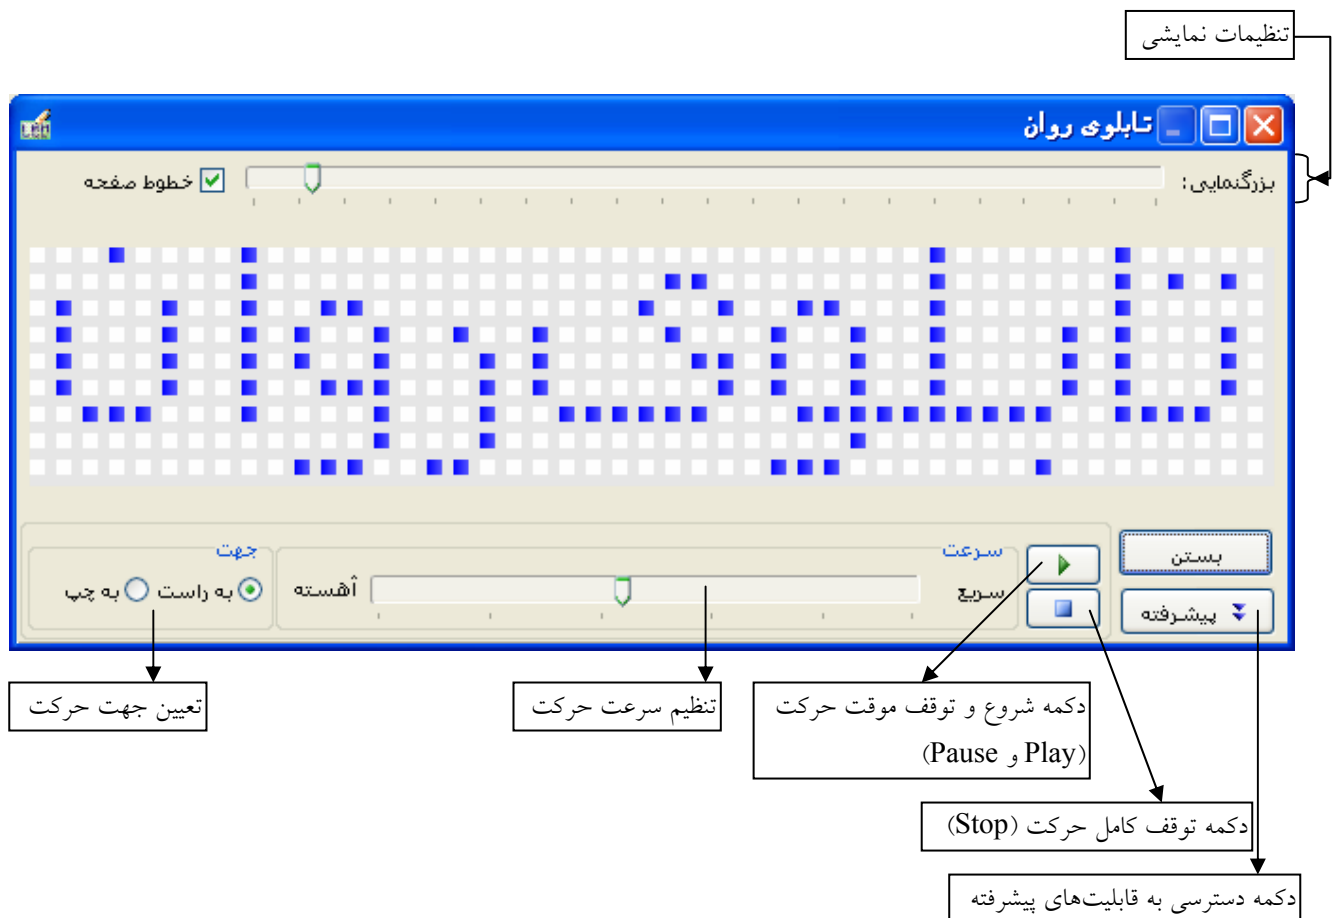 تنظیمات نمایشی
تابلوی روان
بزرگنمایی:
خطوط صفحه
تابلوی روان
بستن
پیشرفته
سرعت
سریع
آهسته
جهت
به راست
به چپ
تعیین جهت حرکت
تنظیم سرعت حرکت
دکمه شروع و توقف موقت حرکت
(Play و Pause)
دکمه توقف کامل حرکت (Stop)
دکمه دسترسی به قابلیت‌های پیشرفته